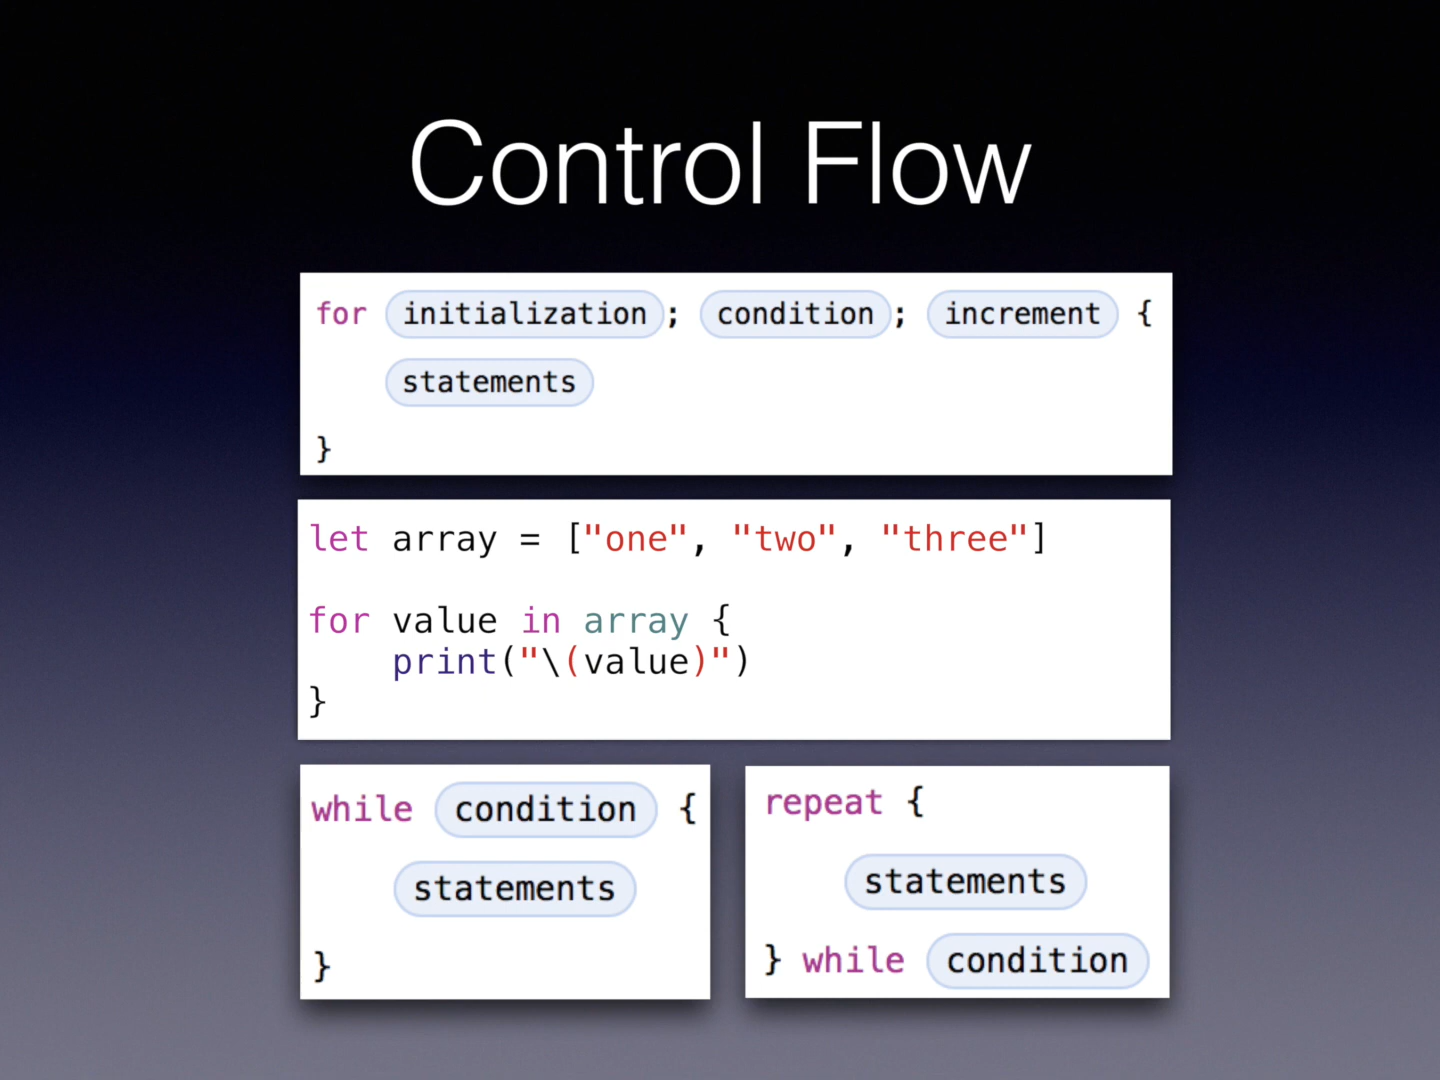 Control Flow
for initialization; condition; increment {
statements
}
let array = ["one", "two", "three"]
for value in array {
print("\(value)")
}
while condition {
statements
}
repeat {
statements
} while condition